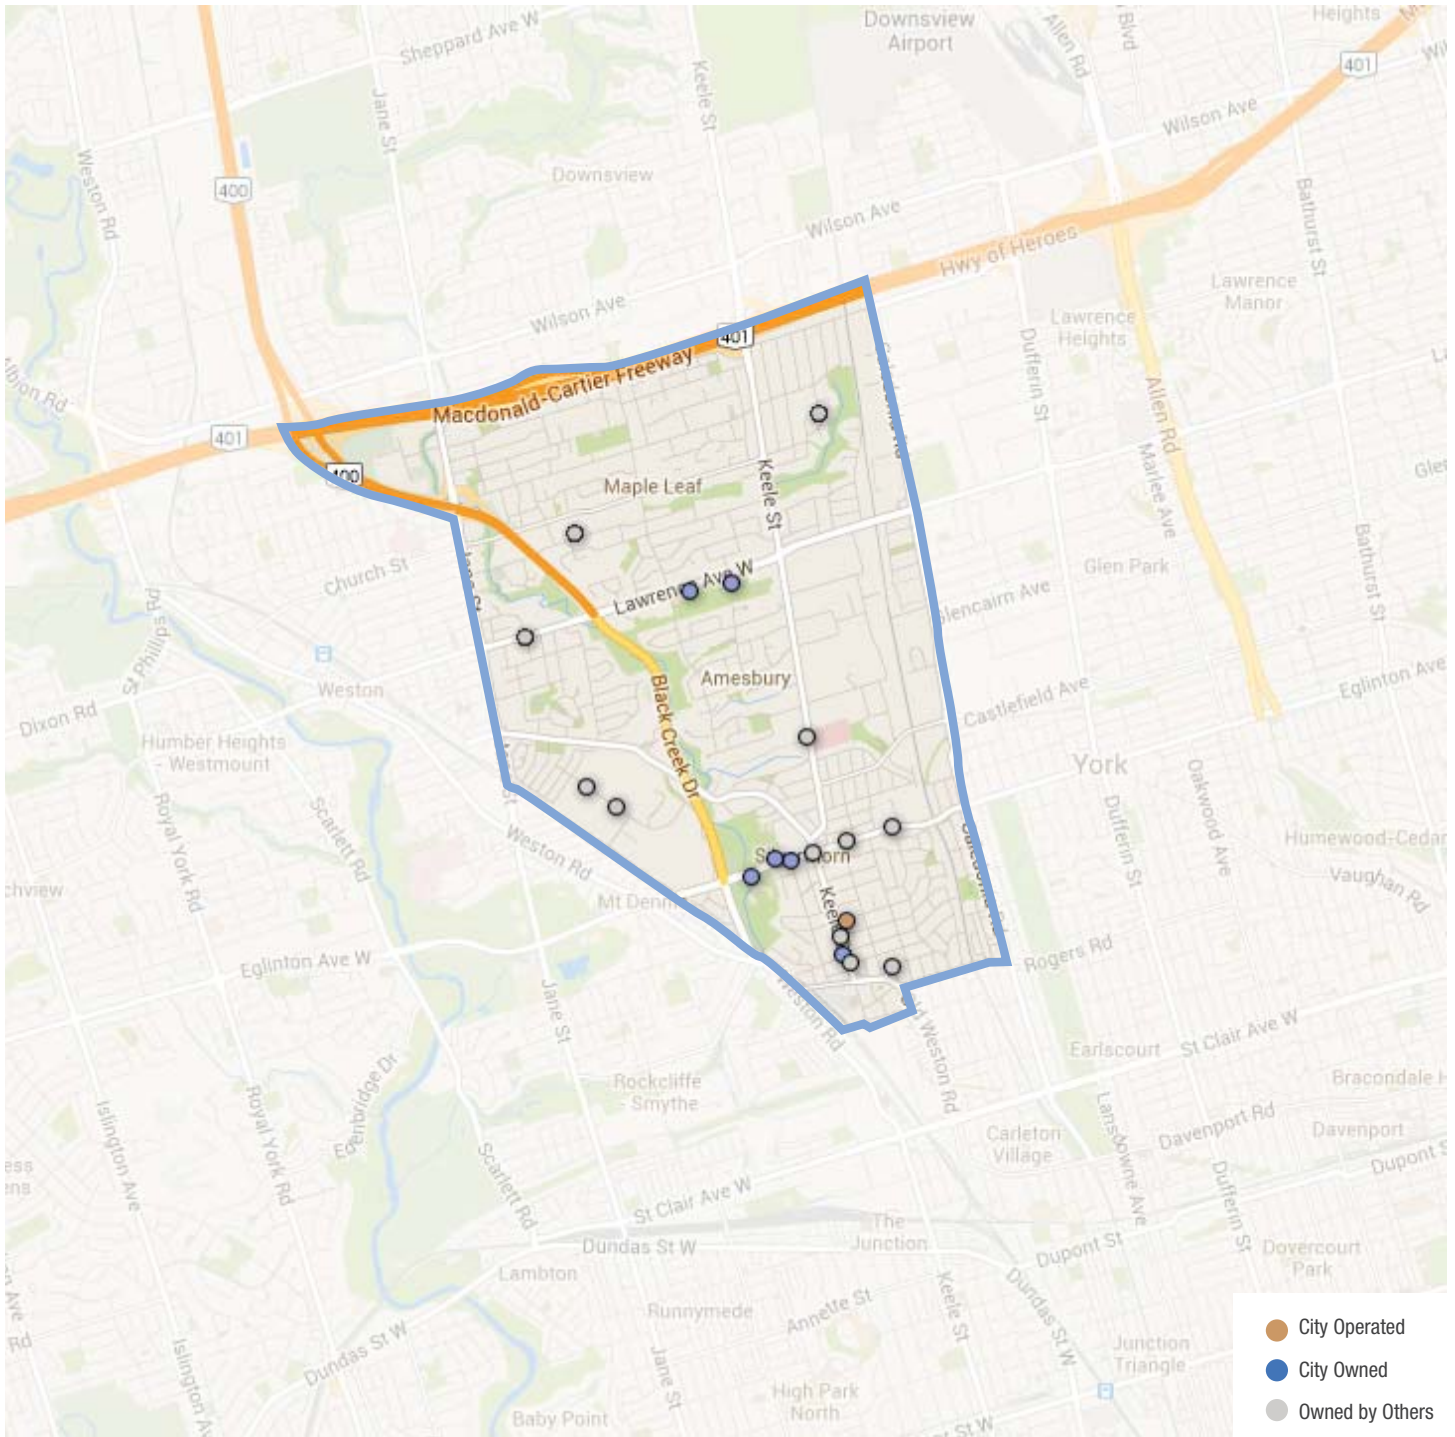 Downsview
Airport
Heights
Sheppard Ave W
Allen Rd
Keele St
401
Jane St
Wilson Ave
Weston Rd
Downsview
400
Bathurst St
Wilson Ave
Hwy of Heroes
Lawrence
Manor
Wilson Ave
Lawrence
Heights
401
Dufferin St
Macdonald-Cartier Freeway
Albion Rd
Allen Rd
401
400
Maple Leaf
Keele St
Marlee Ave
Bathurst St
Church St
Glen Park
Lawrence Ave W
Glencairn Ave
St Phillips Rd
Weston
Amesbury
Eglinton Ave
Castlefield Ave
Dixon Rd
Black Creek Dr
Humber Heights
- Westmount
York
Oakwood Ave
Royal York Rd
Scarlett Rd
Dufferin St
Weston Rd
Humewood-Cedar
Vaughan Rd
Eglinton Ave W
Rogers Rd
Jane St
Weston Rd
Old Weston Rd
St Clair Ave W
Earlscourt
Rockcliffe
- Smythe
Edenbridge Dr
Islington Ave
Royal York Rd
Davenport Rd
Davenport
Carleton
Village
Lansdowne Ave
Scarlett Rd
Dupont S
St Clair Ave W
Dufferin St
The
Junction
Dundas St W
Dupont St
Dovercourt
Park
Lambton
Keele St
Dundas St W
Runnymede
Annette St
Dundas St W
Islington Av
Jane St
Junction
Triangle
High Park
North
Baby Point
City Operated
City Owned
Owned by Others